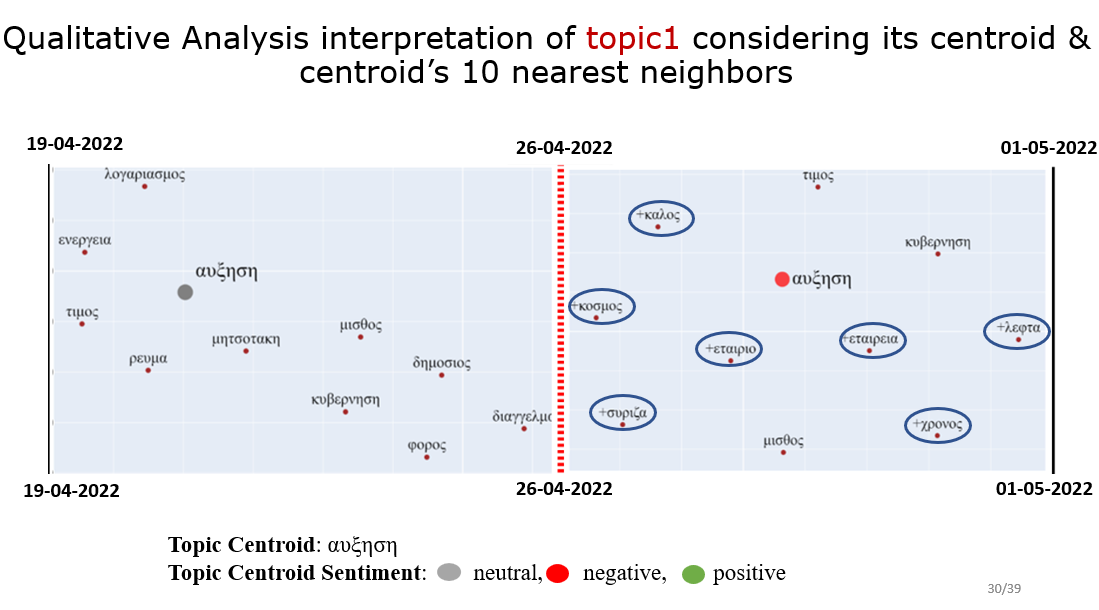 Qualitative Analysis interpretation of topic1 considering its centroid &
centroid’s 10 nearest neighbors
19-04-2022
26-04-2022
01-05-2022
λογαριασμος
ενεργεια
αυξηση
τιμος
μητσοτακη
μισθος
ρευμα
δημοσιος
κυβερνηση
διαγγελμα
φορος
τιμος
+καλος
κυβερνηση
αυξηση
+κοσμος
+λεφτα
+εταιριο
+εταιρεια
+συριζα
+χρονος
μισθος
19-04-2022
26-04-2022
01-05-2022
Topic Centroid: αυξηση
Topic Centroid Sentiment: neutral, negative, positive
30/39